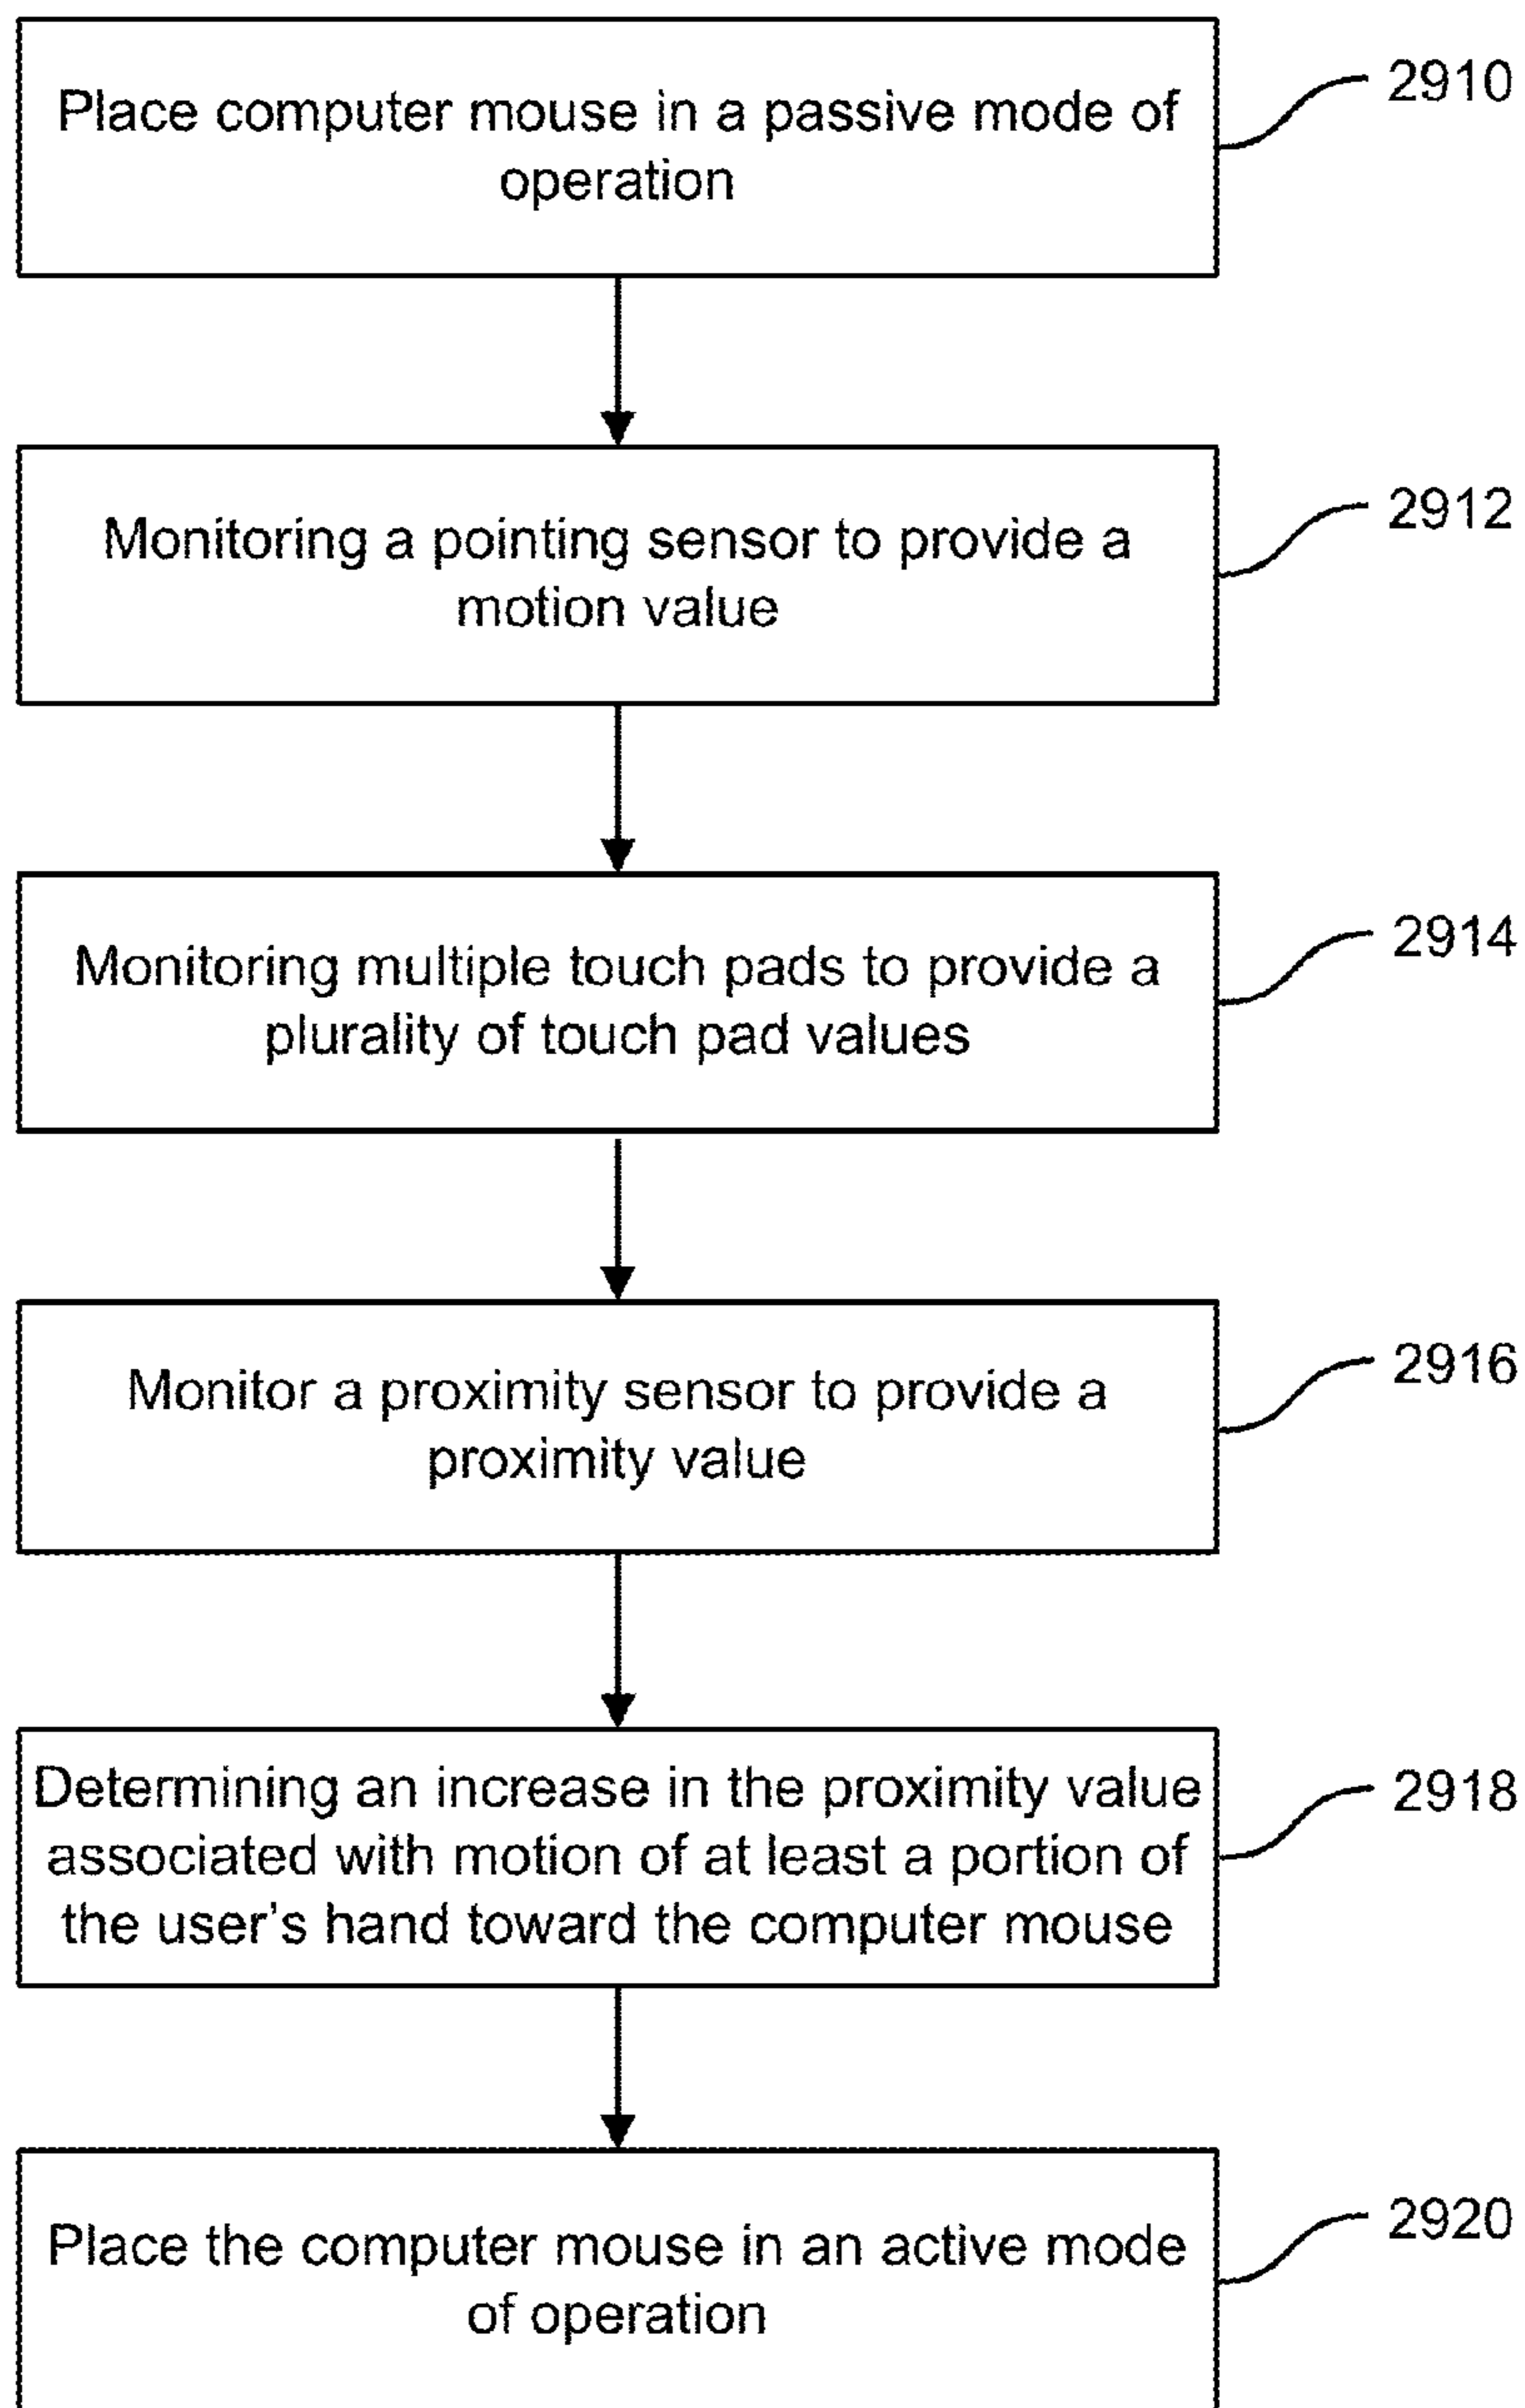 Place computer mouse in a passive mode of
operation
2910
Monitoring a pointing sensor to provide a
motion value
2912
Monitoring multiple touch pads to provide a
plurality of touch pad values
2914
Monitor a proximity sensor to provide a
proximity value
2916
Determining an increase in the proximity value
associated with motion of at least a portion of
the user's hand toward the computer mouse
2918
Place the computer mouse in an active mode
of operation
2920